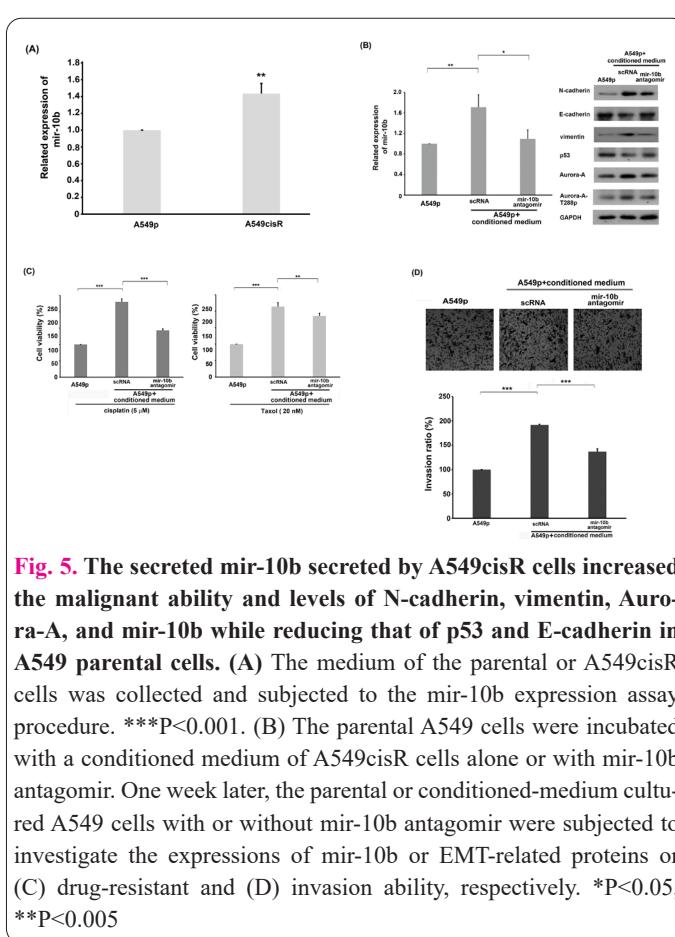 (A)
Related expression of
mir-10b
1.8
1.6
1.4
1.2
1.0
0.8
0.6
0.4
0.2
0
**
A549p
A549cisR
(B)
Related expression
of mir-10b
2.0
1.6
1.2
0.8
0.4
0
**
*
A549p
scRNA
mir-10b
antagomir
A549p+
conditioned medium
A549p+
conditioned
medium
A549p
scRNA
mir-10b
antagomir
N-cadherin
E-cadherin
vimentin
p53
Aurora-A
Aurora-A-
T288p
GAPDH
(C)
Cell viability (%)
250
200
150
100
50
0
***
***
A549p
scRNA
mir-10b
antagomir
A549p+
conditioned medium
cisplatin (5 μM)
Cell viability (%)
250
200
150
100
50
0
***
**
A549p
scRNA
mir-10b
antagomir
A549p+
conditioned medium
Taxol ( 20 nM)
(D)
A549p+conditioned medium
A549p
scRNA
mir-10b
antagomir
Invasion ratio (%)
250
200
150
100
50
0
***
***
A549p
scRNA
mir-10b
antagomir
A549p+conditioned medium
Fig. 5. The secreted mir-10b secreted by A549cisR cells increased
the malignant ability and levels of N-cadherin, vimentin, Auro-
ra-A, and mir-10b while reducing that of p53 and E-cadherin in
A549 parental cells. (A) The medium of the parental or A549cisR
cells was collected and subjected to the mir-10b expression assay
procedure. ***P<0.001. (B) The parental A549 cells were incubated
with a conditioned medium of A549cisR cells alone or with mir-10b
antagomir. One week later, the parental or conditioned-medium cultu-
red A549 cells with or without mir-10b antagomir were subjected to
investigate the expressions of mir-10b or EMT-related proteins or
(C) drug-resistant and (D) invasion ability, respectively. *P<0.05,
**P<0.005